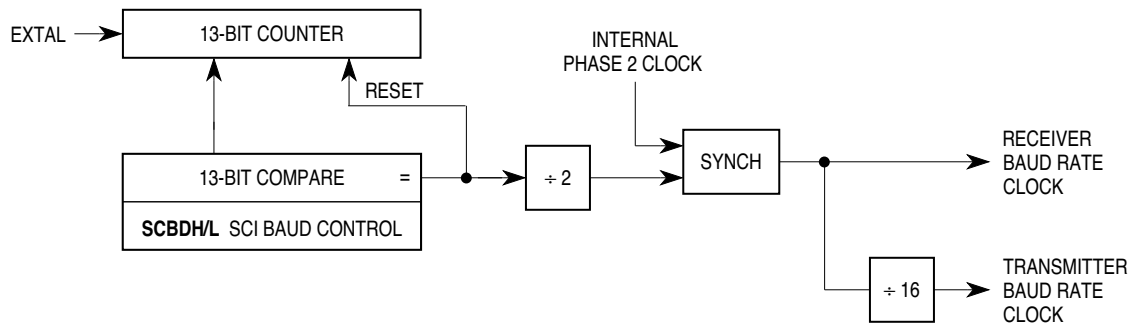 EXTAL
13-BIT COUNTER
INTERNAL
PHASE 2 CLOCK
RESET
13-BIT COMPARE =
SCBDH/L SCI BAUD CONTROL
÷ 2
SYNCH
RECEIVER
BAUD RATE
CLOCK
÷ 16
TRANSMITTER
BAUD RATE
CLOCK